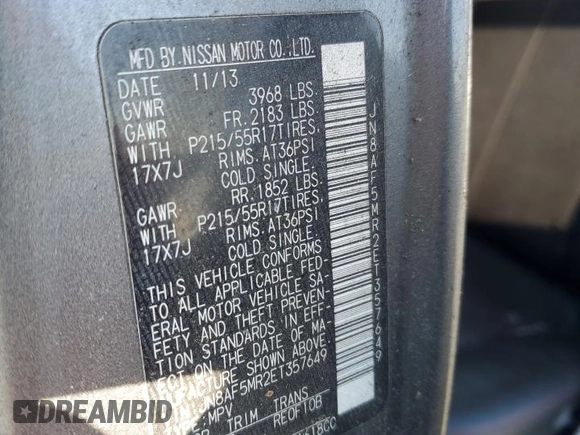 MFD BY.NISSAN MOTOR CO.,LTD.
DATE 11/13
GVWR 3968 LBS
GAWR FR. 2183 LBS
WITH P215/55R17TIRES,
17X7J RIMS.AT36PSI
COLD SINGLE.
GAWR RR. 1852 LBS.
WITH P215/55R17TIRES,
17X7J RIMS.AT36PSI
COLD SINGLE.
THIS VEHICLE CONFORMS
TO ALL APPLICABLE FED-
ERAL MOTOR VEHICLE SA-
FETY AND THEFT PREVEN-
TION STANDARDS IN EFF-
ECT ON THE DATE OF MA-
FACTURE SHOWN ABOVE.
JN8AF5MR2ET357649
MPV
TRIM TRANS
RE0F10B
1618CC
JN8AF5MR2ET357649
DREAMBID